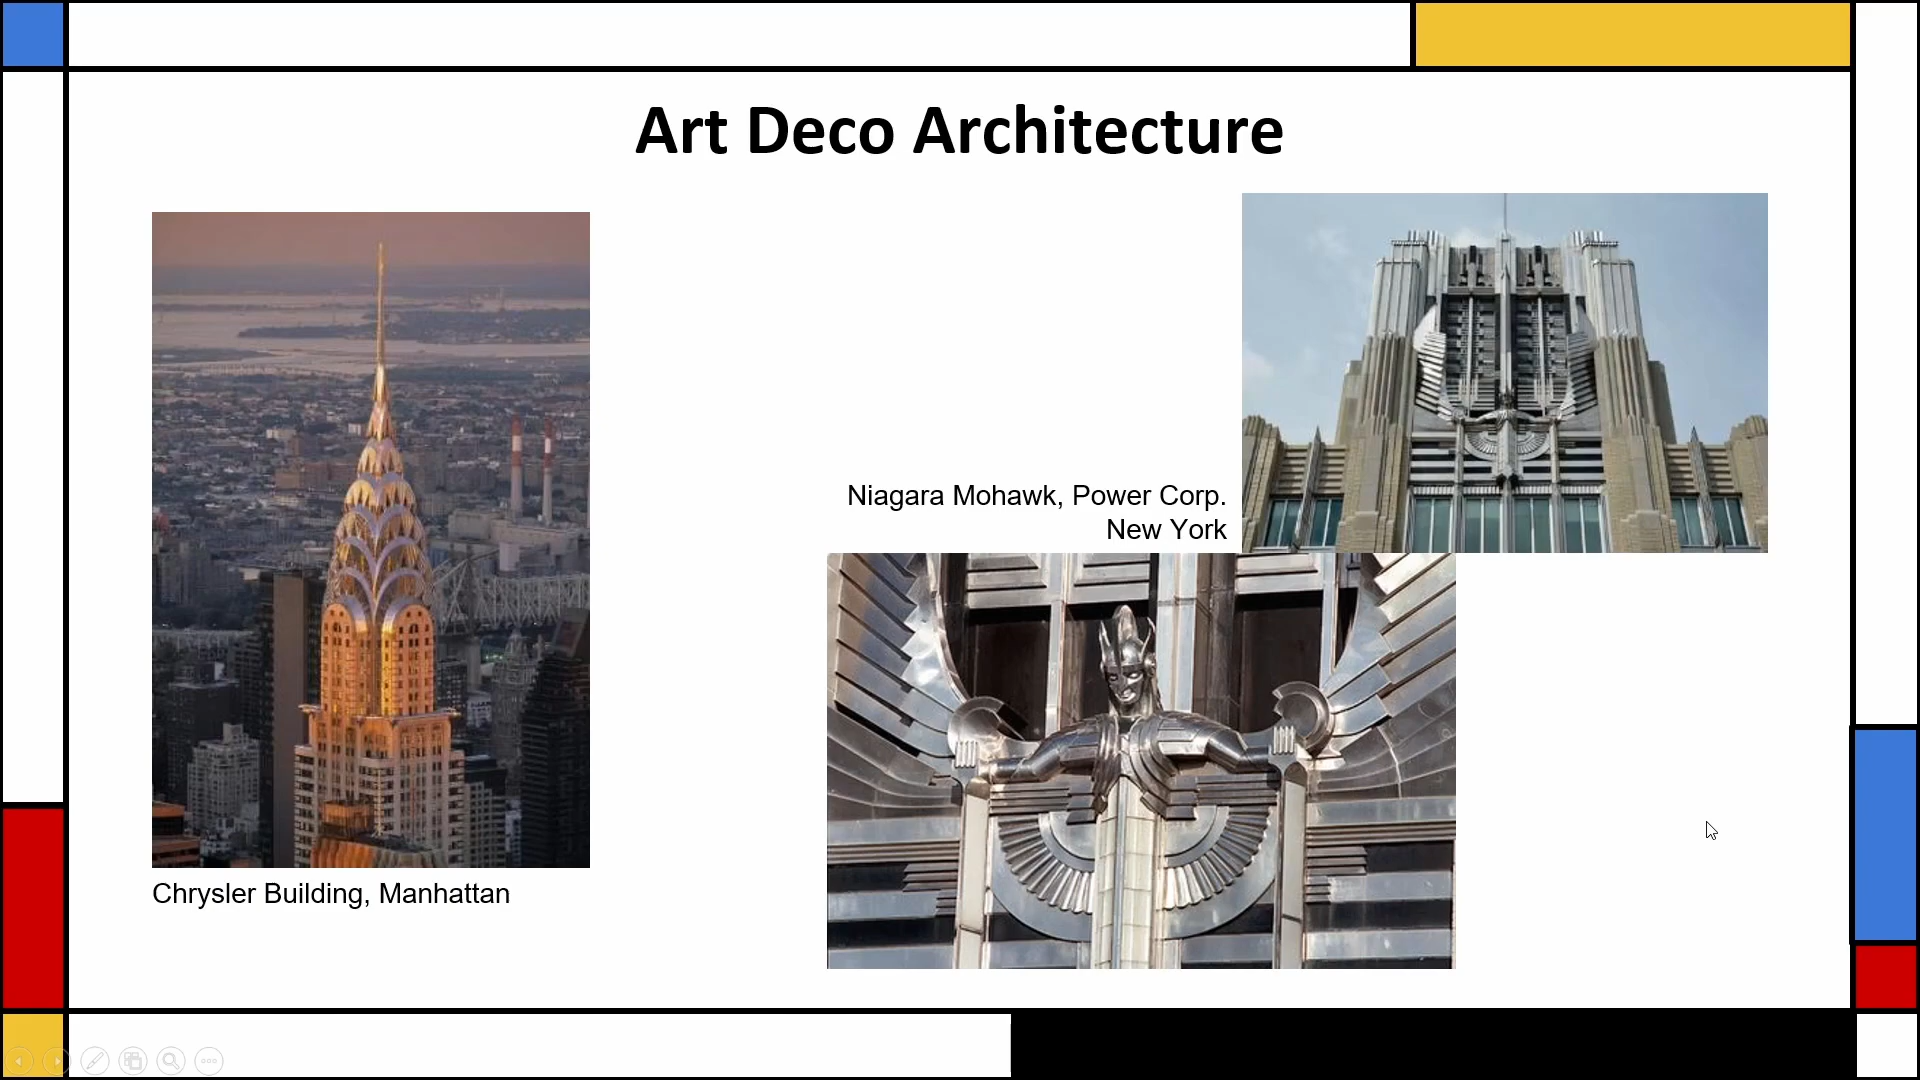 Art Deco Architecture
Niagara Mohawk, Power Corp.
New York
Chrysler Building, Manhattan